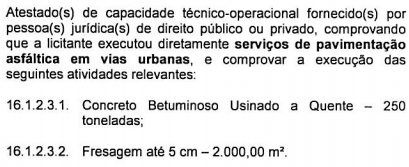 Atestado(s) de capacidade técnico-operacional fornecido(s) por
pessoa(s) jurídica(s) de direito público ou privado, comprovando
que a licitante executou diretamente serviços de pavimentação
asfáltica em vias urbanas, e comprovar a execução das
seguintes atividades relevantes:
16.1.2.3.1. Concreto Betuminoso Usinado a Quente – 250
toneladas;
16.1.2.3.2. Fresagem até 5 cm – 2.000,00 m².